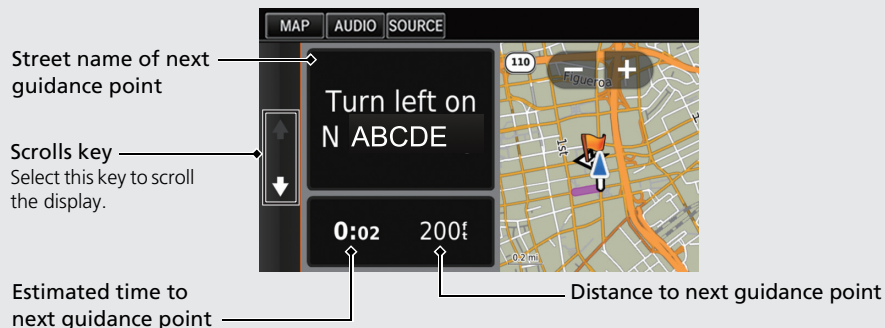 MAP AUDIO SOURCE
Street name of next
guidance point
110
Figueroa
Turn left on
N ABCDE
1st
Scrolls key
Select this key to scroll
the display.
0:02 200ft
0.2 mi
Estimated time to
next guidance point
Distance to next guidance point